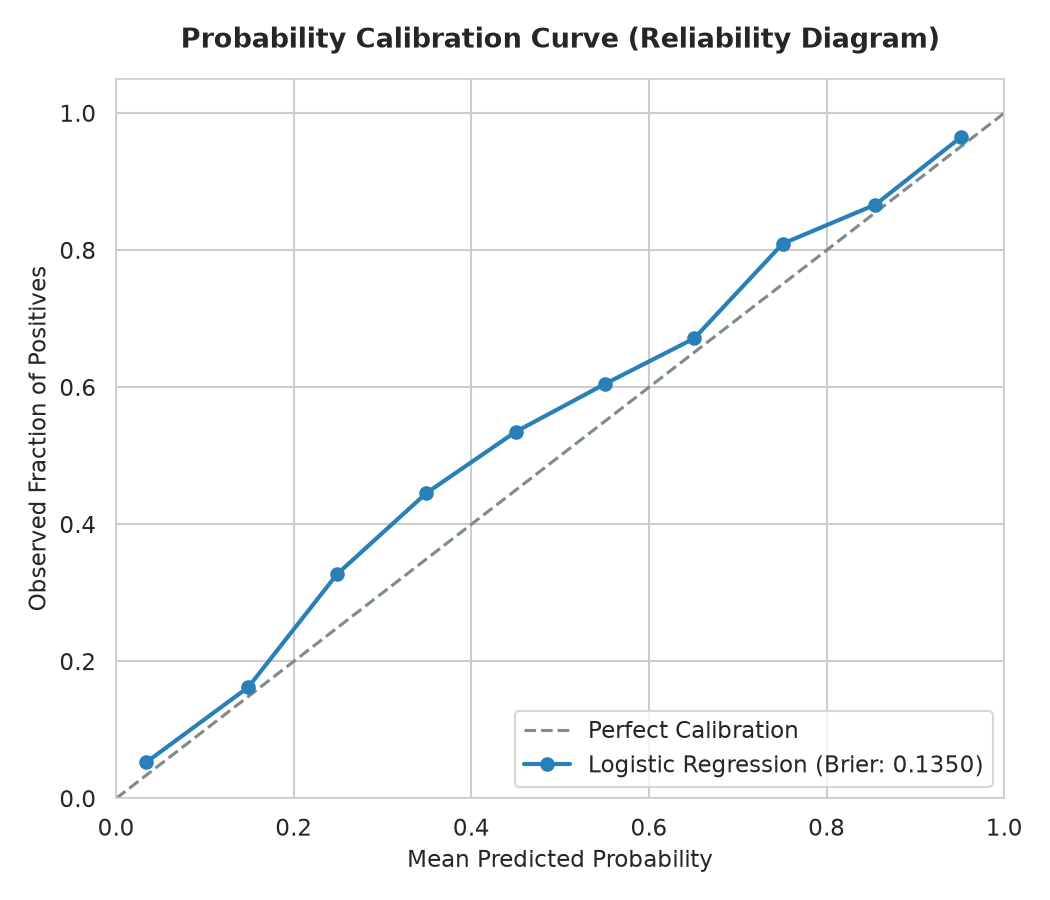 Probability Calibration Curve (Reliability Diagram)
1.0
0.8
0.6
0.4
0.2
0.0
Observed Fraction of Positives
Perfect Calibration
Logistic Regression (Brier: 0.1350)
0.0 0.2 0.4 0.6 0.8 1.0
Mean Predicted Probability